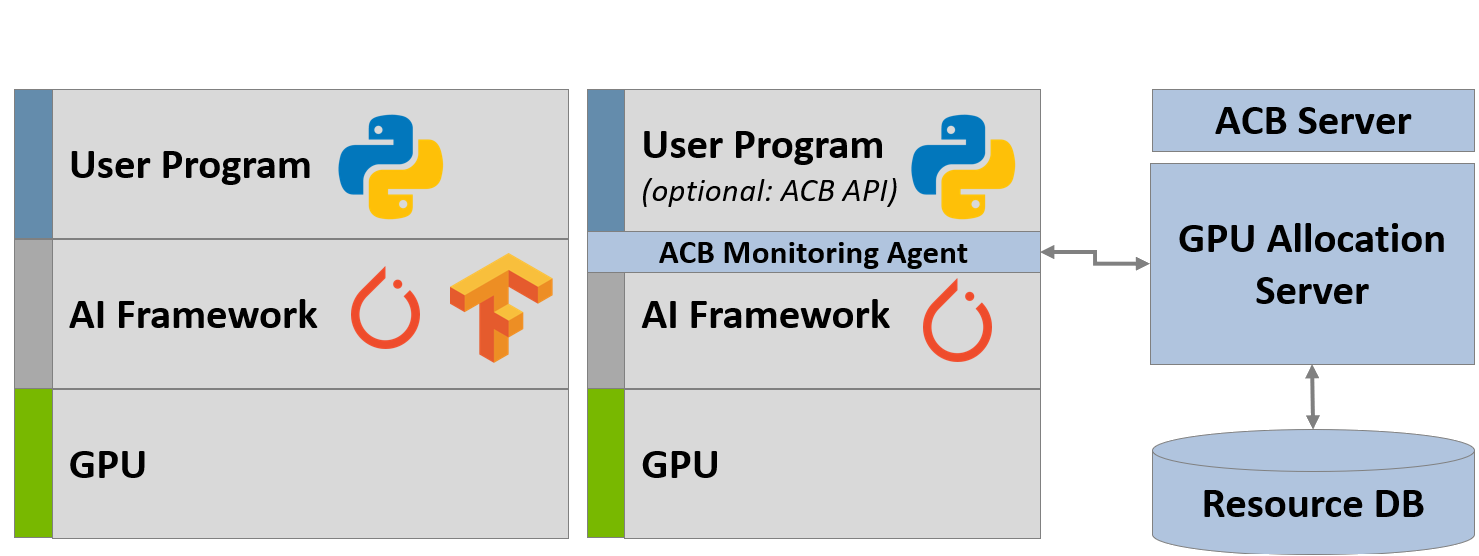 User Program
AI Framework
GPU
User Program
(optional: ACB API)
ACB Monitoring Agent
AI Framework
GPU
ACB Server
GPU Allocation
Server
Resource DB